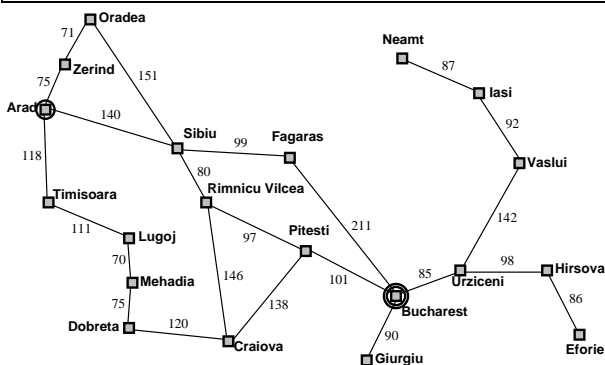 Oradea
71
Neamt
Zerind
87
151
75
Iasi
Arad
140
92
Sibiu
Fagaras
99
118
Vaslui
80
Timisoara
Rimnicu Vilcea
142
111
211
Lugoj
97
Pitesti
70
98
Hirsova
85
Mehadia
146
101
Urziceni
75
138
86
Bucharest
120
90
Dobreta
Craiova
Eforie
Giurgiu